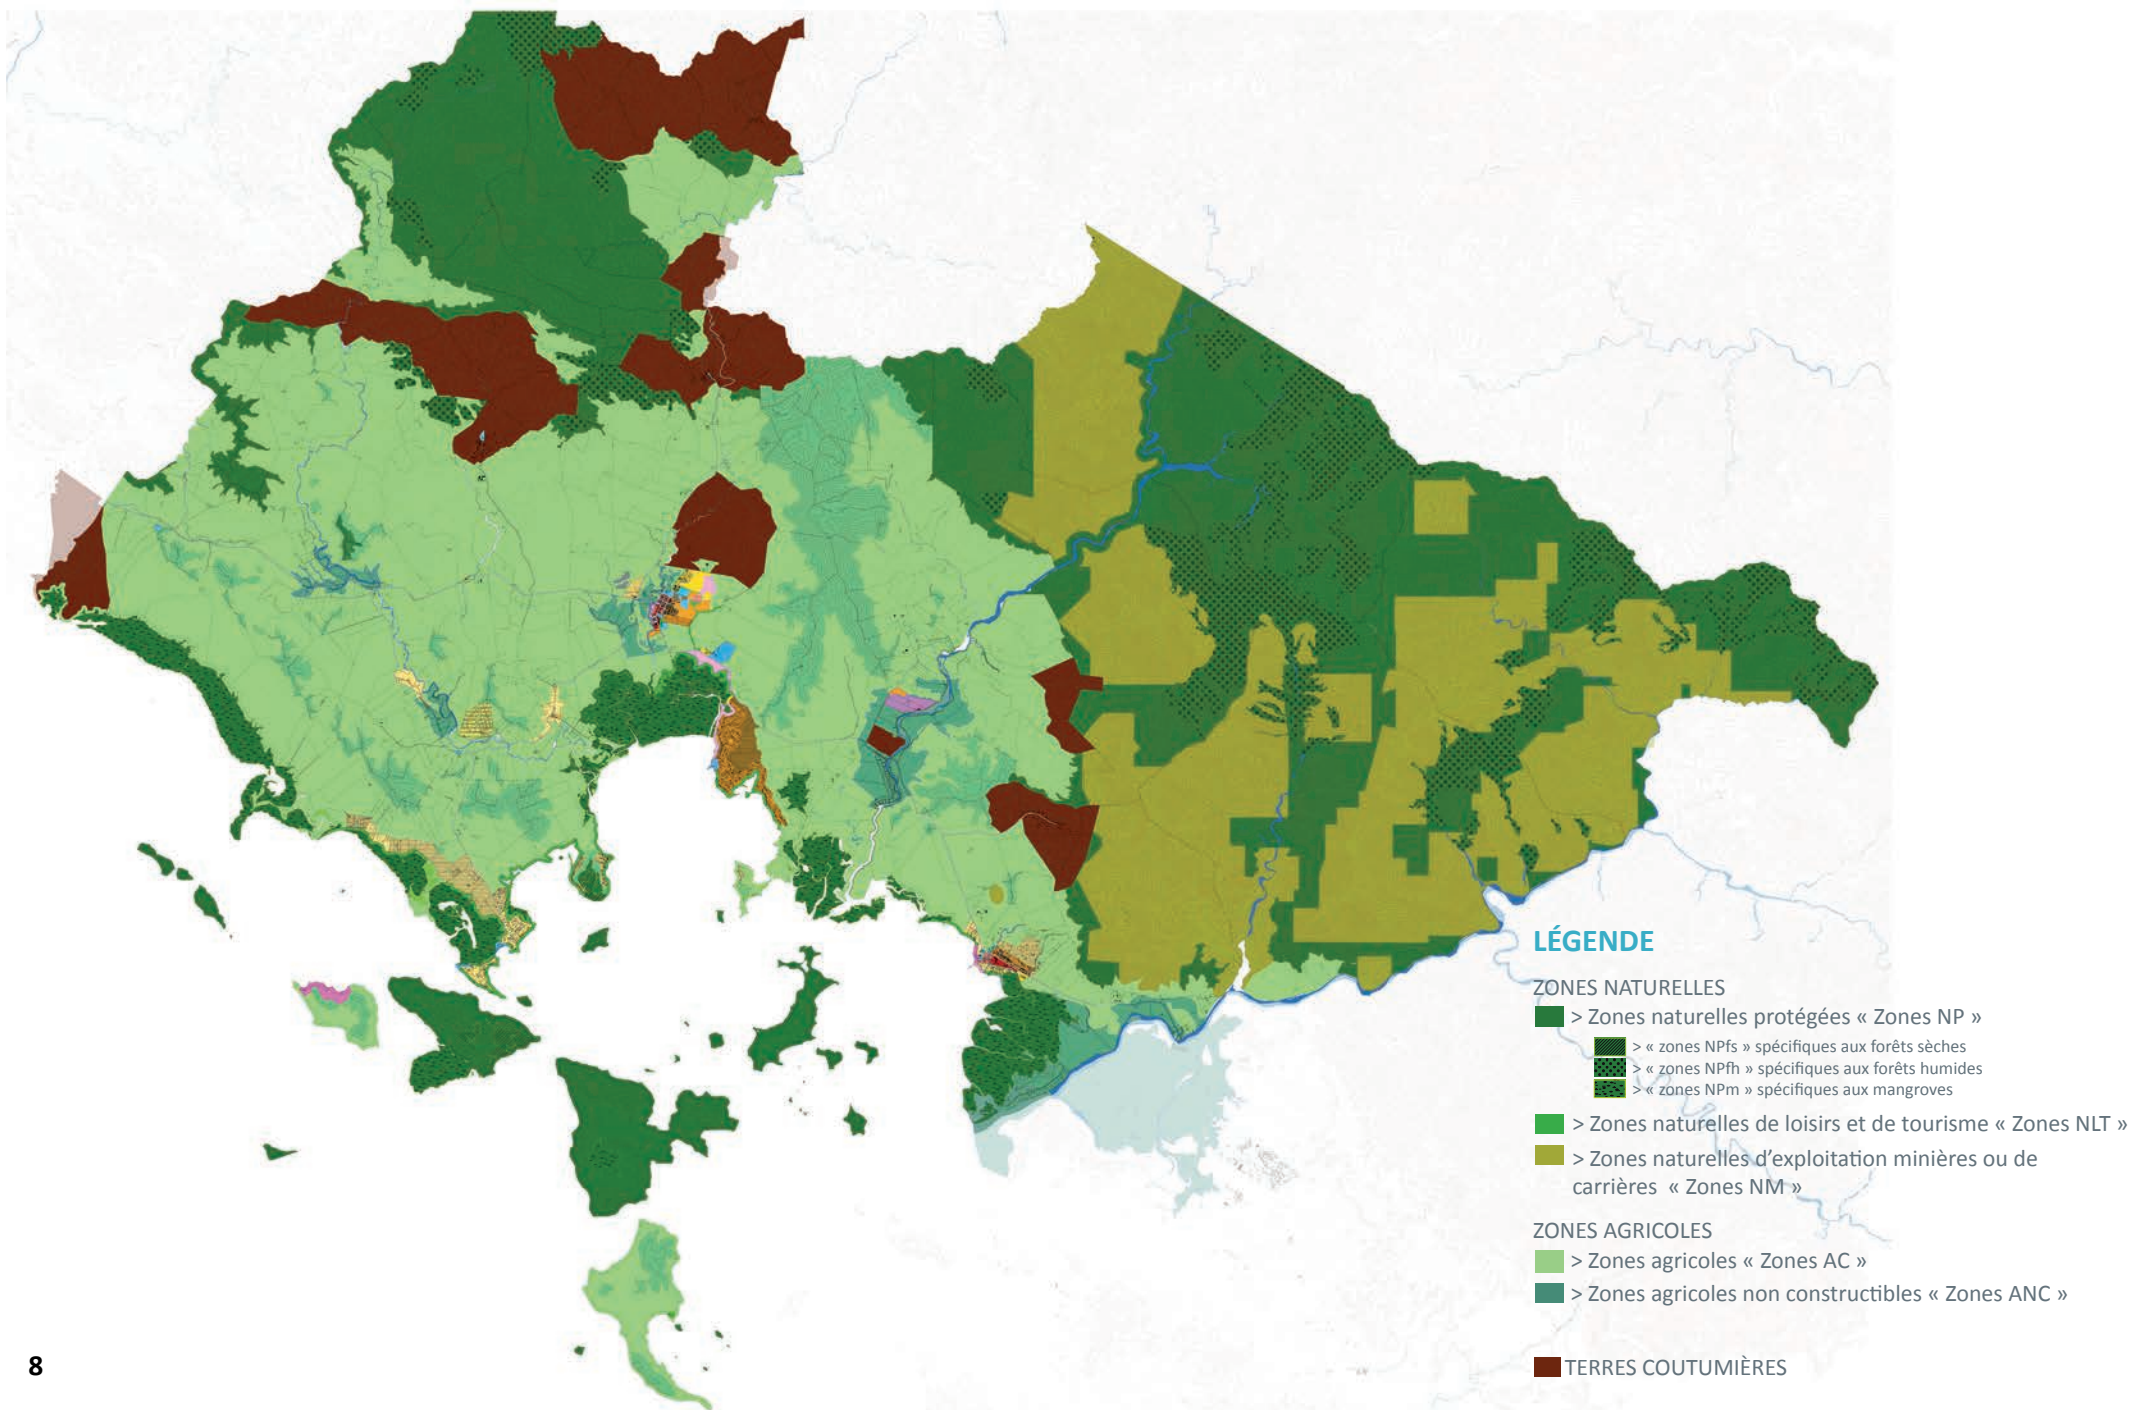 LÉGENDE
ZONES NATURELLES
> Zones naturelles protégées « Zones NP »
> « zones NPfs » spécifiques aux forêts sèches
> « zones NPfh » spécifiques aux forêts humides
> « zones NPm » spécifiques aux mangroves
> Zones naturelles de loisirs et de tourisme « Zones NLT »
> Zones naturelles d'exploitation minières ou de
carrières « Zones NM »
ZONES AGRICOLES
> Zones agricoles « Zones AC »
> Zones agricoles non constructibles « Zones ANC »
TERRES COUTUMIÈRES
8